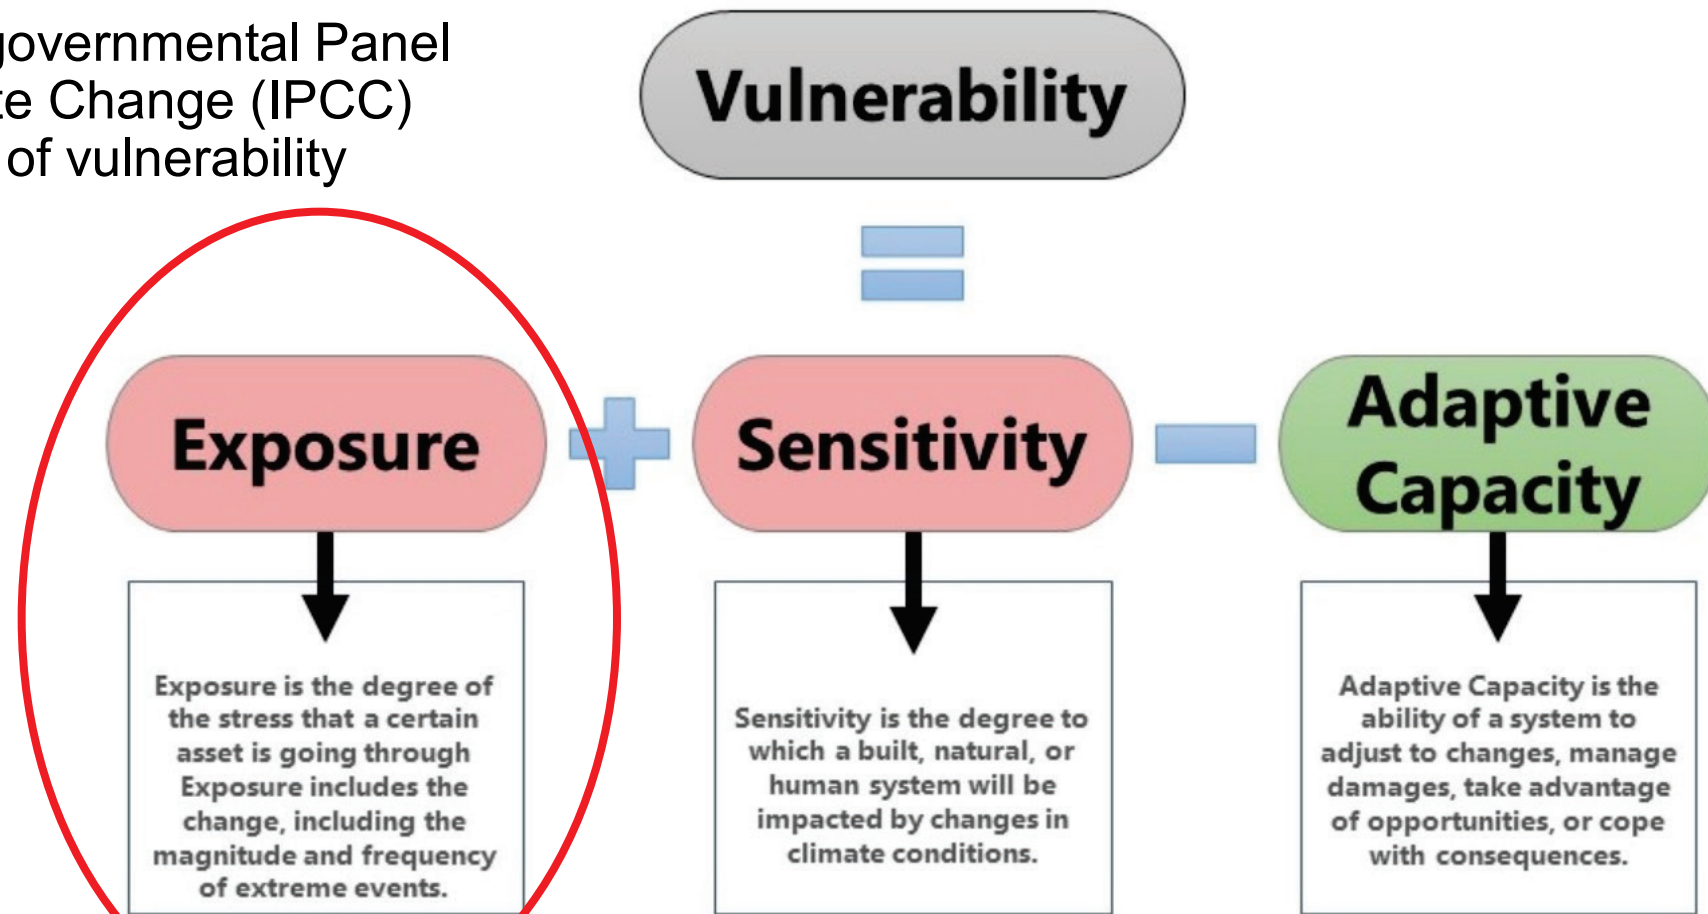 governmental Panel
te Change (IPCC)
of vulnerability
Vulnerability
Exposure
Sensitivity
Adaptive
Capacity
Exposure is the degree of
the stress that a certain
asset is going through
Exposure includes the
change, including the
magnitude and frequency
of extreme events.
Sensitivity is the degree to
which a built, natural, or
human system will be
impacted by changes in
climate conditions.
Adaptive Capacity is the
ability of a system to
adjust to changes, manage
damages, take advantage
of opportunities, or cope
with consequences.